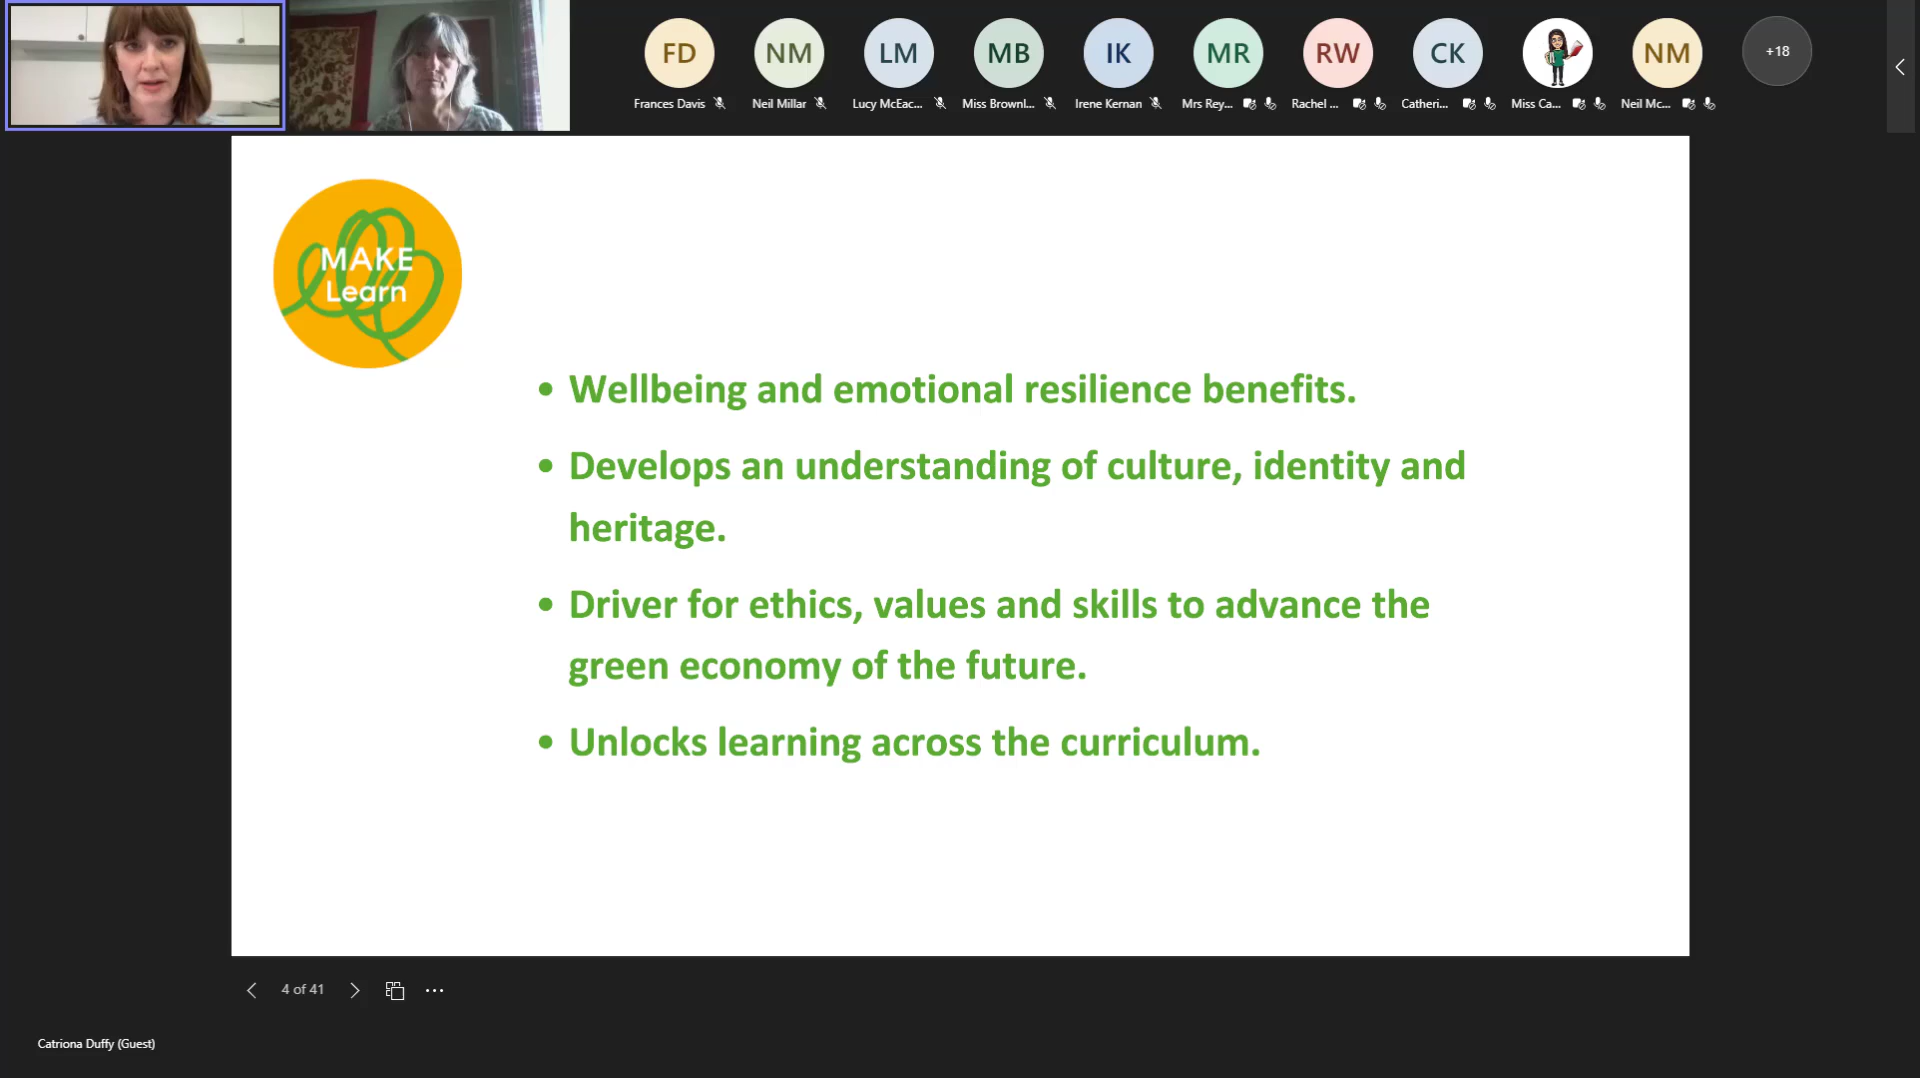 FD
NM
LM
MB
IK
MR
RW
CK
NM
+18
Frances Davis
Neil Millar
Lucy McEac...
Miss Brownl...
Irene Kernan
Mrs Rey...
Rachel ...
Catheri...
Miss Ca...
Neil Mc...
MAKE
Learn
• Wellbeing and emotional resilience benefits.
• Develops an understanding of culture, identity and
heritage.
• Driver for ethics, values and skills to advance the
green economy of the future.
• Unlocks learning across the curriculum.
4 of 41
Catriona Duffy (Guest)